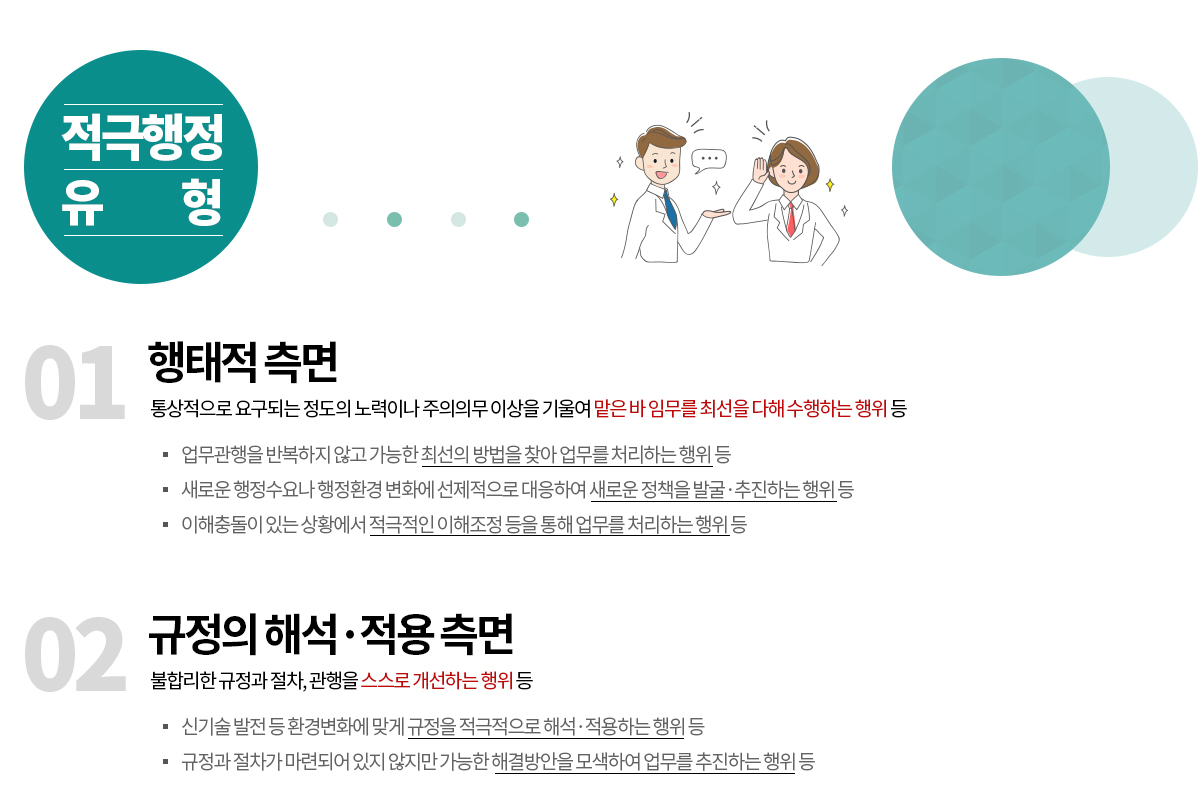 적극행정
유 형
01
행태적 측면
통상적으로 요구되는 정도의 노력이나 주의의무 이상을 기울여 맡은 바 임무를 최선을 다해 수행하는 행위 등
업무관행을 반복하지 않고 가능한 최선의 방법을 찾아 업무를 처리하는 행위 등
새로운 행정수요나 행정환경 변화에 선제적으로 대응하여 새로운 정책을 발굴·추진하는 행위 등
이해충돌이 있는 상황에서 적극적인 이해조정 등을 통해 업무를 처리하는 행위 등
02
규정의 해석·적용 측면
불합리한 규정과 절차, 관행을 스스로 개선하는 행위 등
신기술 발전 등 환경변화에 맞게 규정을 적극적으로 해석·적용하는 행위 등
규정과 절차가 마련되어 있지 않지만 가능한 해결방안을 모색하여 업무를 추진하는 행위 등